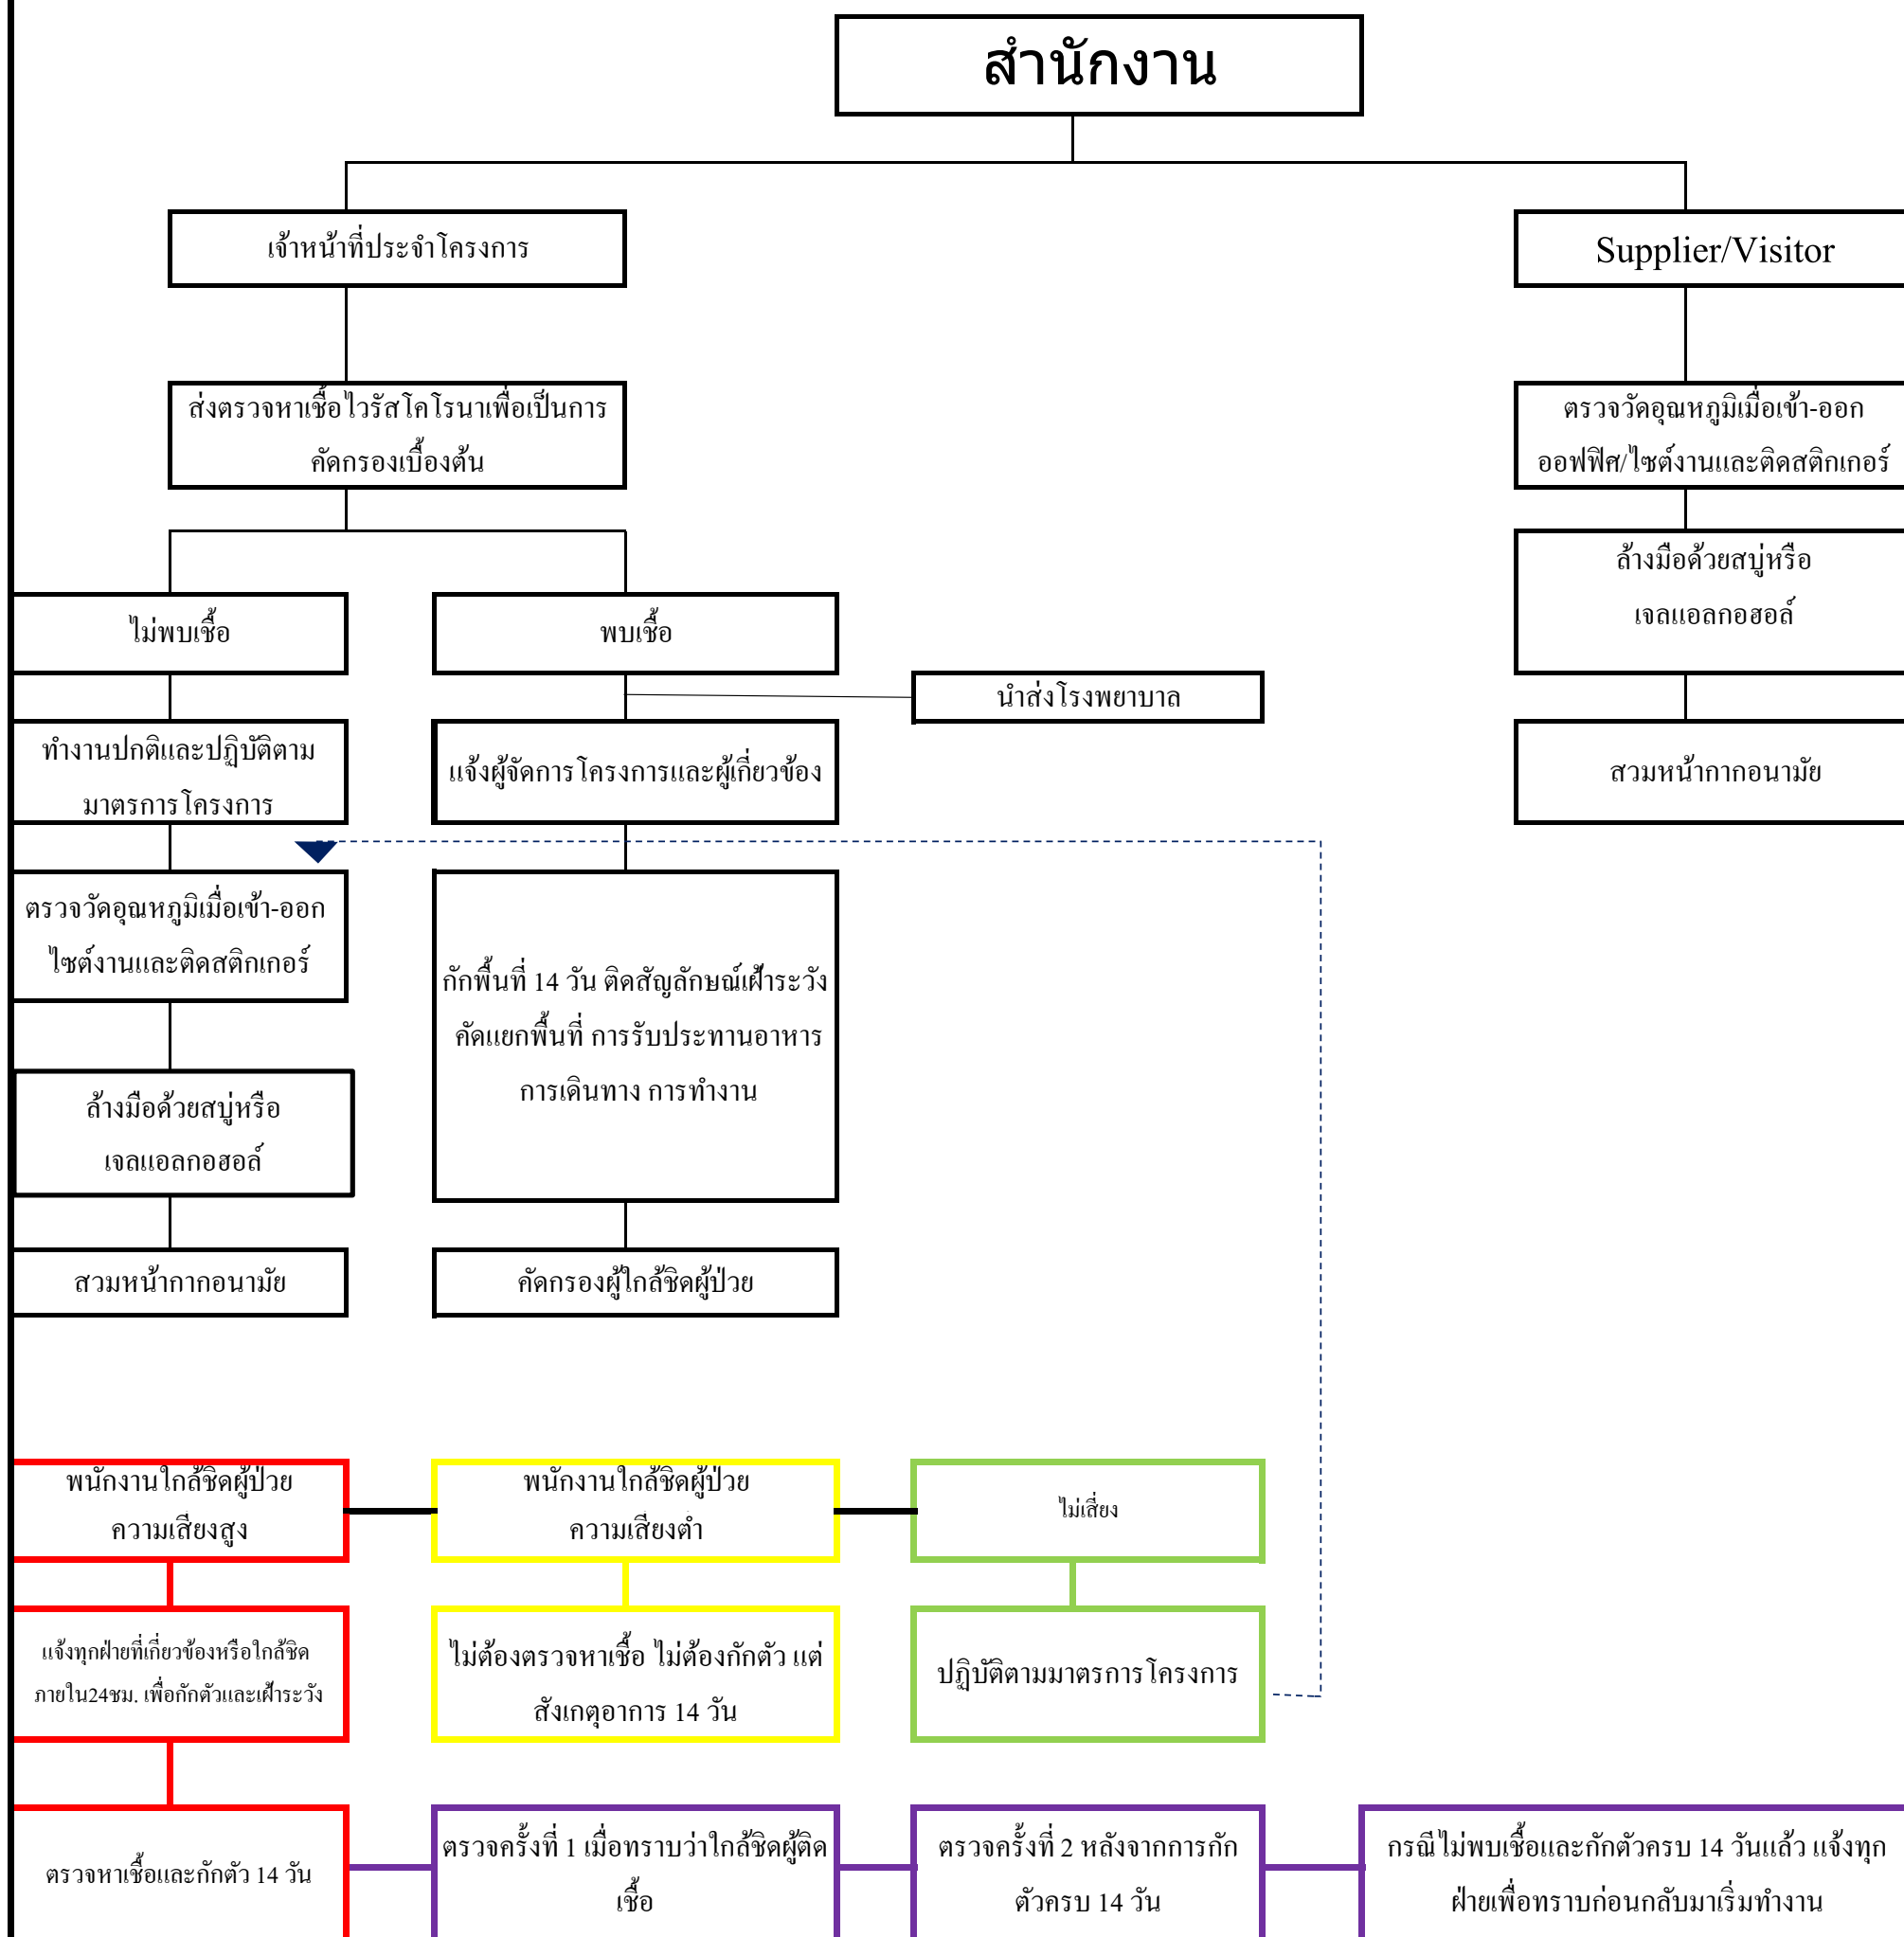 สำนักงาน
เจ้าหน้าที่ประจำโครงการ
Supplier/Visitor
ส่งตรวจหาเชื้อไวรัสโคโรนาเพื่อเป็นการ
คัดกรองเบื้องต้น
ตรวจวัดอุณหภูมิเมื่อเข้า-ออก
ออฟฟิศ/ไซต์งานและติดสติกเกอร์
ล้างมือด้วยสบู่หรือ
เจลแอลกอฮอล์
ไม่พบเชื้อ
พบเชื้อ
นำส่งโรงพยาบาล
ทำงานปกติและปฏิบัติตาม
มาตรการโครงการ
แจ้งผู้จัดการโครงการและผู้เกี่ยวข้อง
สวมหน้ากากอนามัย
ตรวจวัดอุณหภูมิเมื่อเข้า-ออก
ไซต์งานและติดสติกเกอร์
กักพื้นที่ 14 วัน ติดสัญลักษณ์เฝ้าระวัง
คัดแยกพื้นที่ การรับประทานอาหาร
การเดินทาง การทำงาน
ล้างมือด้วยสบู่หรือ
เจลแอลกอฮอล์
สวมหน้ากากอนามัย
คัดกรองผู้ใกล้ชิดผู้ป่วย
พนักงานใกล้ชิดผู้ป่วย
ความเสี่ยงสูง
พนักงานใกล้ชิดผู้ป่วย
ความเสี่ยงต่ำ
ไม่เสี่ยง
แจ้งทุกฝ่ายที่เกี่ยวข้องหรือใกล้ชิด
ภายใน24ชม. เพื่อกักตัวและเฝ้าระวัง
ไม่ต้องตรวจหาเชื้อ ไม่ต้องกักตัว แต่
สังเกตุอาการ 14 วัน
ปฏิบัติตามมาตรการโครงการ
ตรวจหาเชื้อและกักตัว 14 วัน
ตรวจครั้งที่ 1 เมื่อทราบว่าใกล้ชิดผู้ติด
เชื้อ
ตรวจครั้งที่ 2 หลังจากการกัก
ตัวครบ 14 วัน
กรณีไม่พบเชื้อและกักตัวครบ 14 วันแล้ว แจ้งทุก
ฝ่ายเพื่อทราบก่อนกลับมาเริ่มทำงาน